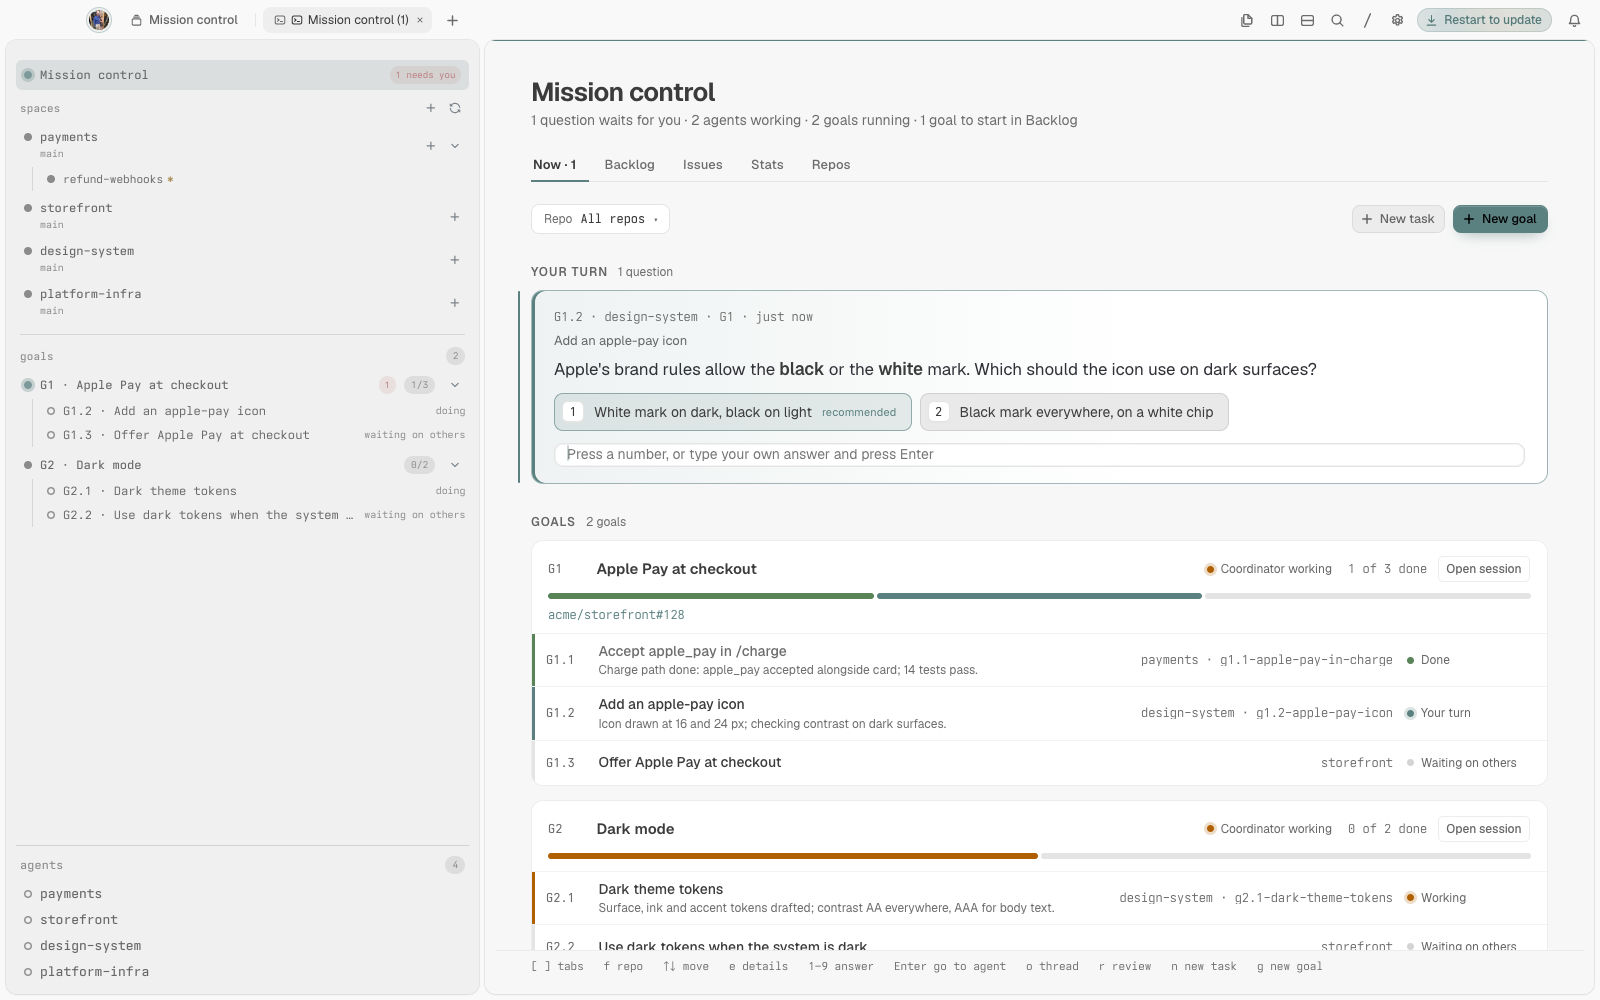 Mission control
Mission control (1) ×
Restart to update
Mission control
1 needs you
spaces
payments
main
refund-webhooks *
storefront
main
design-system
main
platform-infra
main
goals
2
G1 · Apple Pay at checkout
1
1/3
G1.2 · Add an apple-pay icon
doing
G1.3 · Offer Apple Pay at checkout
waiting on others
G2 · Dark mode
0/2
G2.1 · Dark theme tokens
doing
G2.2 · Use dark tokens when the system …
waiting on others
agents
4
payments
storefront
design-system
platform-infra
Mission control
1 question waits for you · 2 agents working · 2 goals running · 1 goal to start in Backlog
Now · 1
Backlog
Issues
Stats
Repos
Repo All repos
+ New task
+ New goal
YOUR TURN 1 question
G1.2 · design-system · G1 · just now
Add an apple-pay icon
Apple's brand rules allow the black or the white mark. Which should the icon use on dark surfaces?
1 White mark on dark, black on light recommended
2 Black mark everywhere, on a white chip
Press a number, or type your own answer and press Enter
GOALS 2 goals
G1 Apple Pay at checkout
Coordinator working 1 of 3 done Open session
acme/storefront#128
G1.1 Accept apple_pay in /charge
Charge path done: apple_pay accepted alongside card; 14 tests pass.
payments · g1.1-apple-pay-in-charge Done
G1.2 Add an apple-pay icon
Icon drawn at 16 and 24 px; checking contrast on dark surfaces.
design-system · g1.2-apple-pay-icon Your turn
G1.3 Offer Apple Pay at checkout
storefront Waiting on others
G2 Dark mode
Coordinator working 0 of 2 done Open session
G2.1 Dark theme tokens
Surface, ink and accent tokens drafted; contrast AA everywhere, AAA for body text.
design-system · g2.1-dark-theme-tokens Working
G2.2 Use dark tokens when the system is dark
storefront Waiting on others
[ ] tabs f repo ↑↓ move e details 1-9 answer Enter go to agent o thread r review n new task g new goal